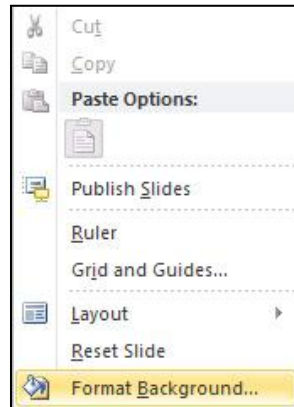 Cut
Copy
Paste Options:
Publish Slides
Ruler
Grid and Guides...
Layout
Reset Slide
Format Background...